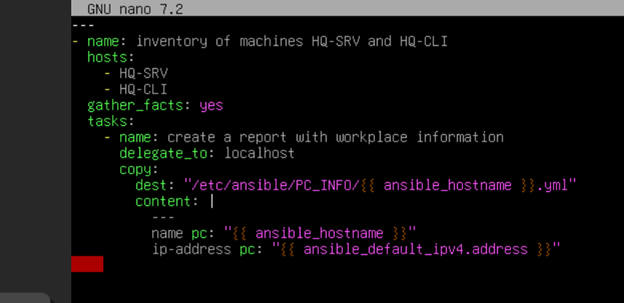 GNU nano 7.2
---
- name: inventory of machines HQ-SRV and HQ-CLI
  hosts:
    - HQ-SRV
    - HQ-CLI
  gather_facts: yes
  tasks:
    - name: create a report with workplace information
      delegate_to: localhost
      copy:
        dest: "/etc/ansible/PC_INFO/{{ ansible_hostname }}.yml"
        content: |
          ---
          name pc: "{{ ansible_hostname }}"
          ip-address pc: "{{ ansible_default_ipv4.address }}"